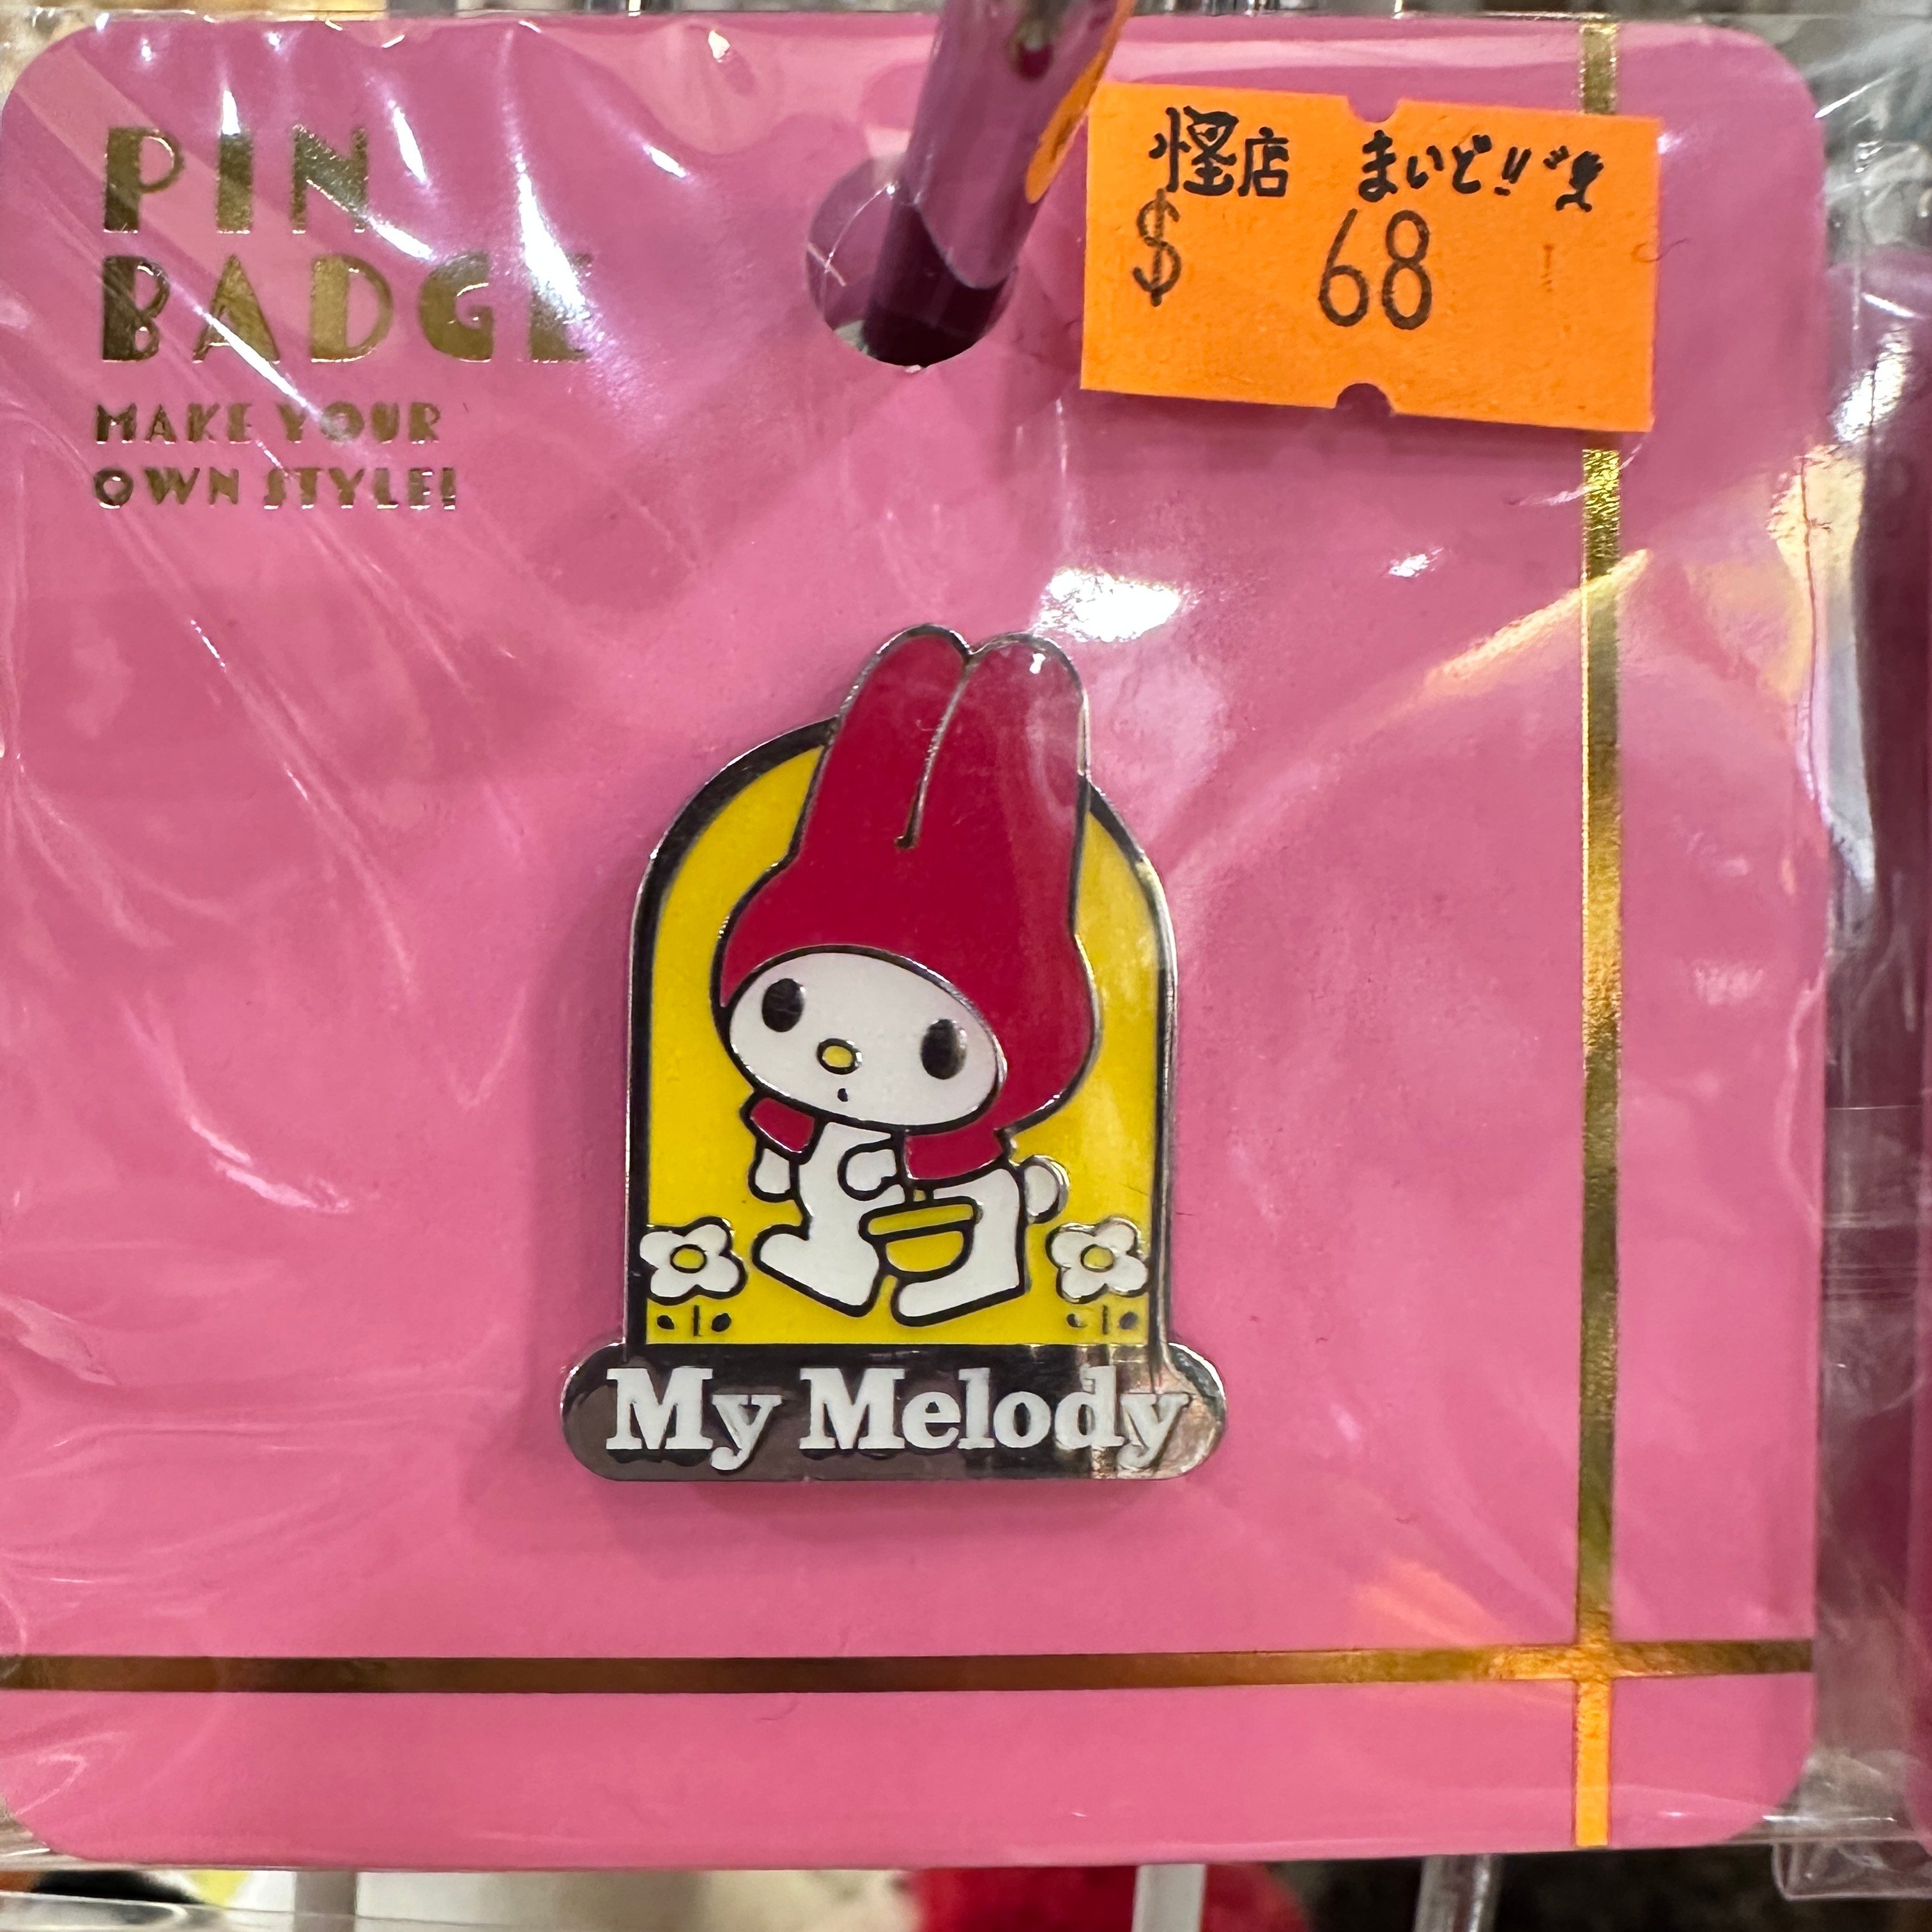 PIN
BADGE
MAKE YOUR
OWN STYLE!
怪店 まいど!!
$ 68
My Melody